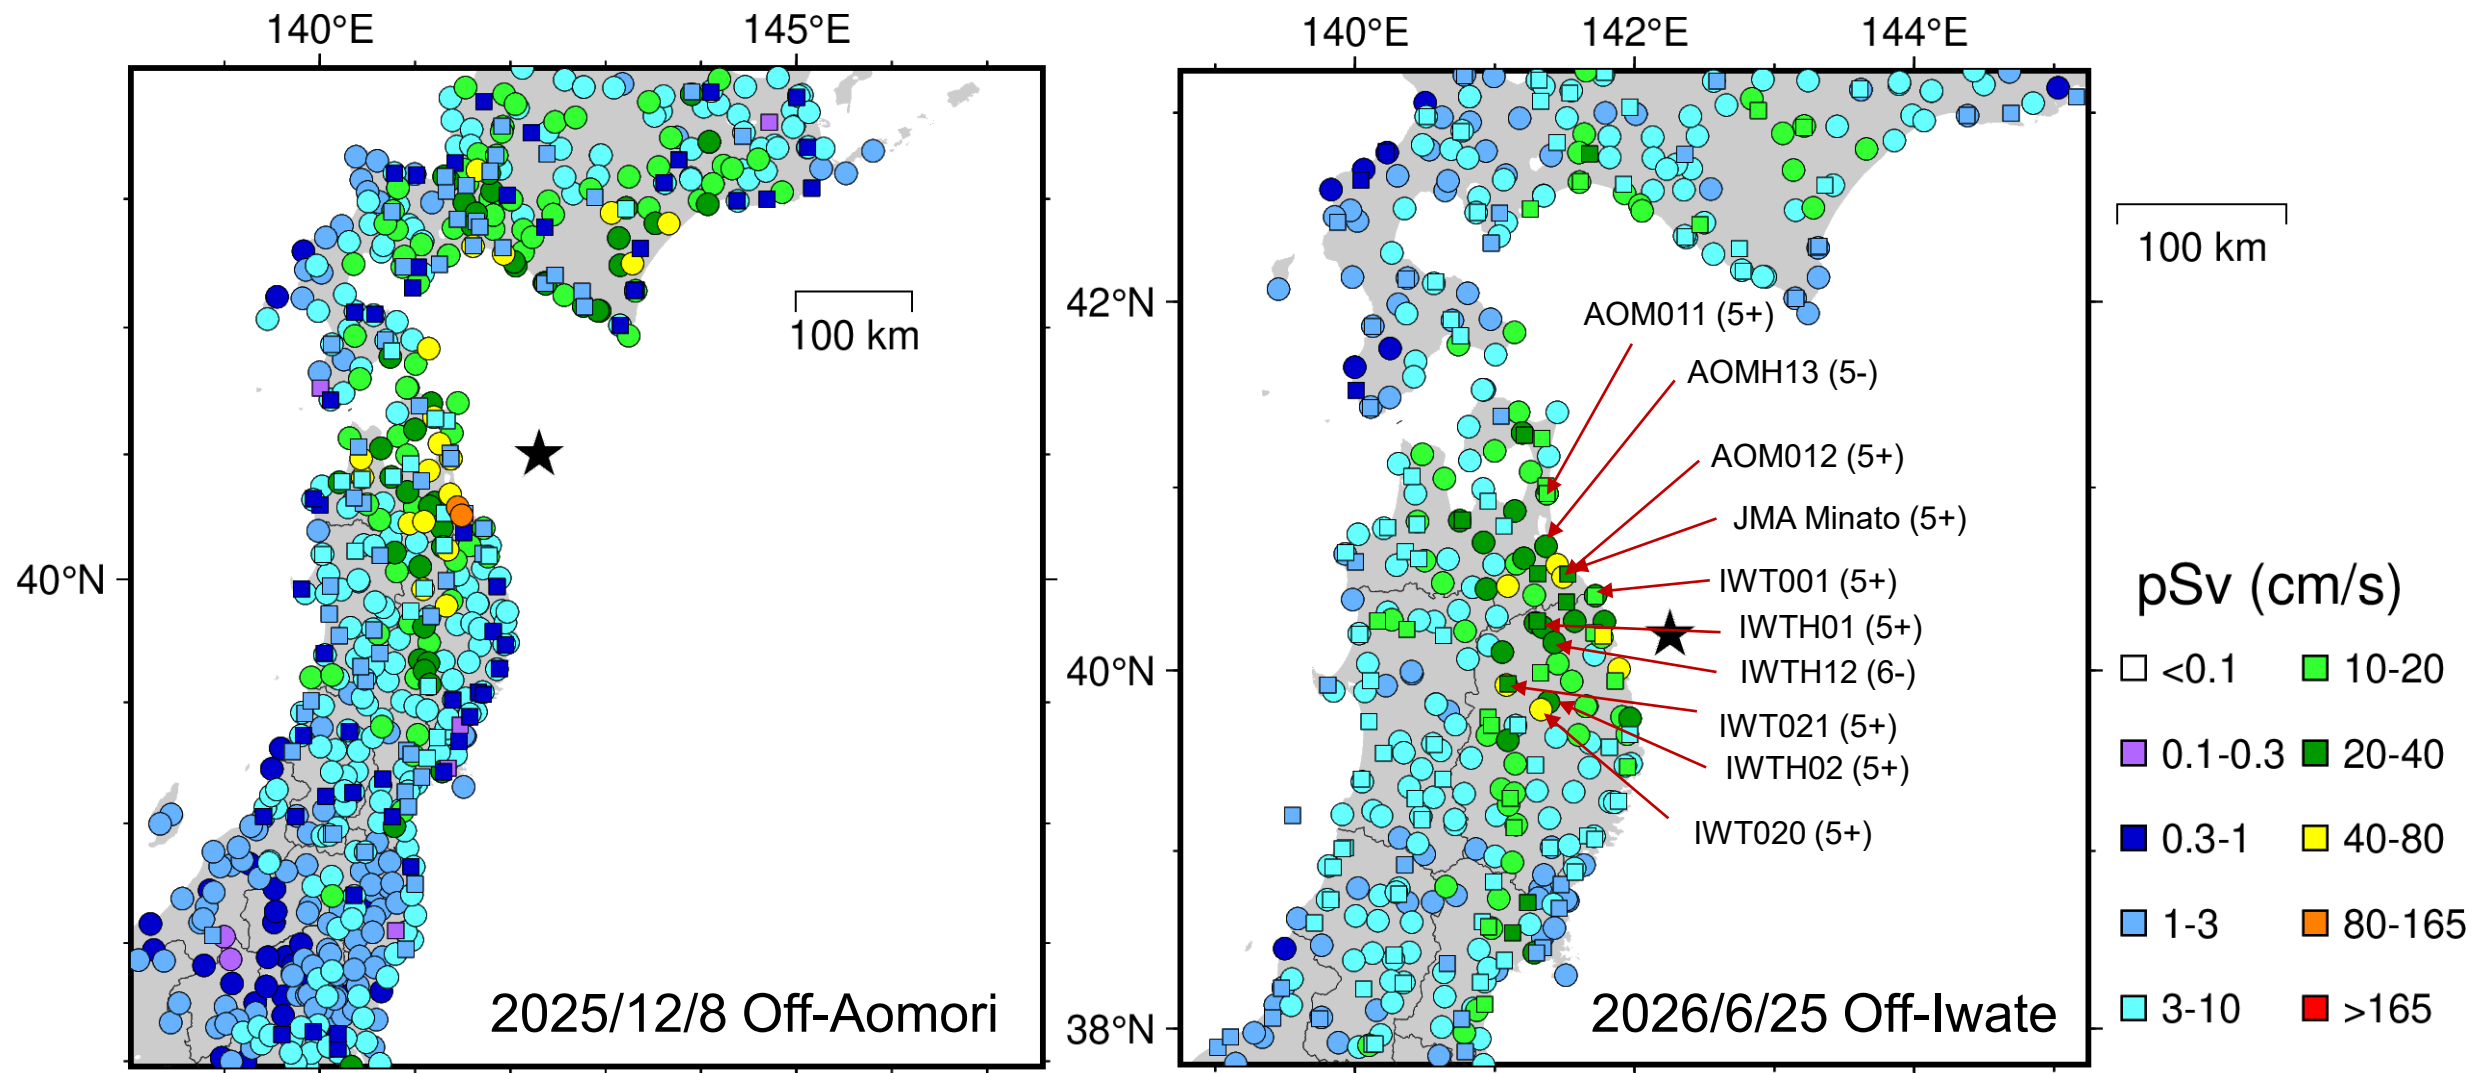 140°E 145°E
140°E 142°E 144°E
100 km
100 km
42°N
AOM011 (5+)
AOMH13 (5-)
AOM012 (5+)
JMA Minato (5+)
40°N
IWT001 (5+)
IWTH01 (5+)
IWTH12 (6-)
40°N
IWT021 (5+)
IWTH02 (5+)
IWT020 (5+)
38°N
2025/12/8 Off-Aomori
2026/6/25 Off-Iwate
pSv (cm/s)
<0.1 10-20
0.1-0.3 20-40
0.3-1 40-80
1-3 80-165
3-10 >165